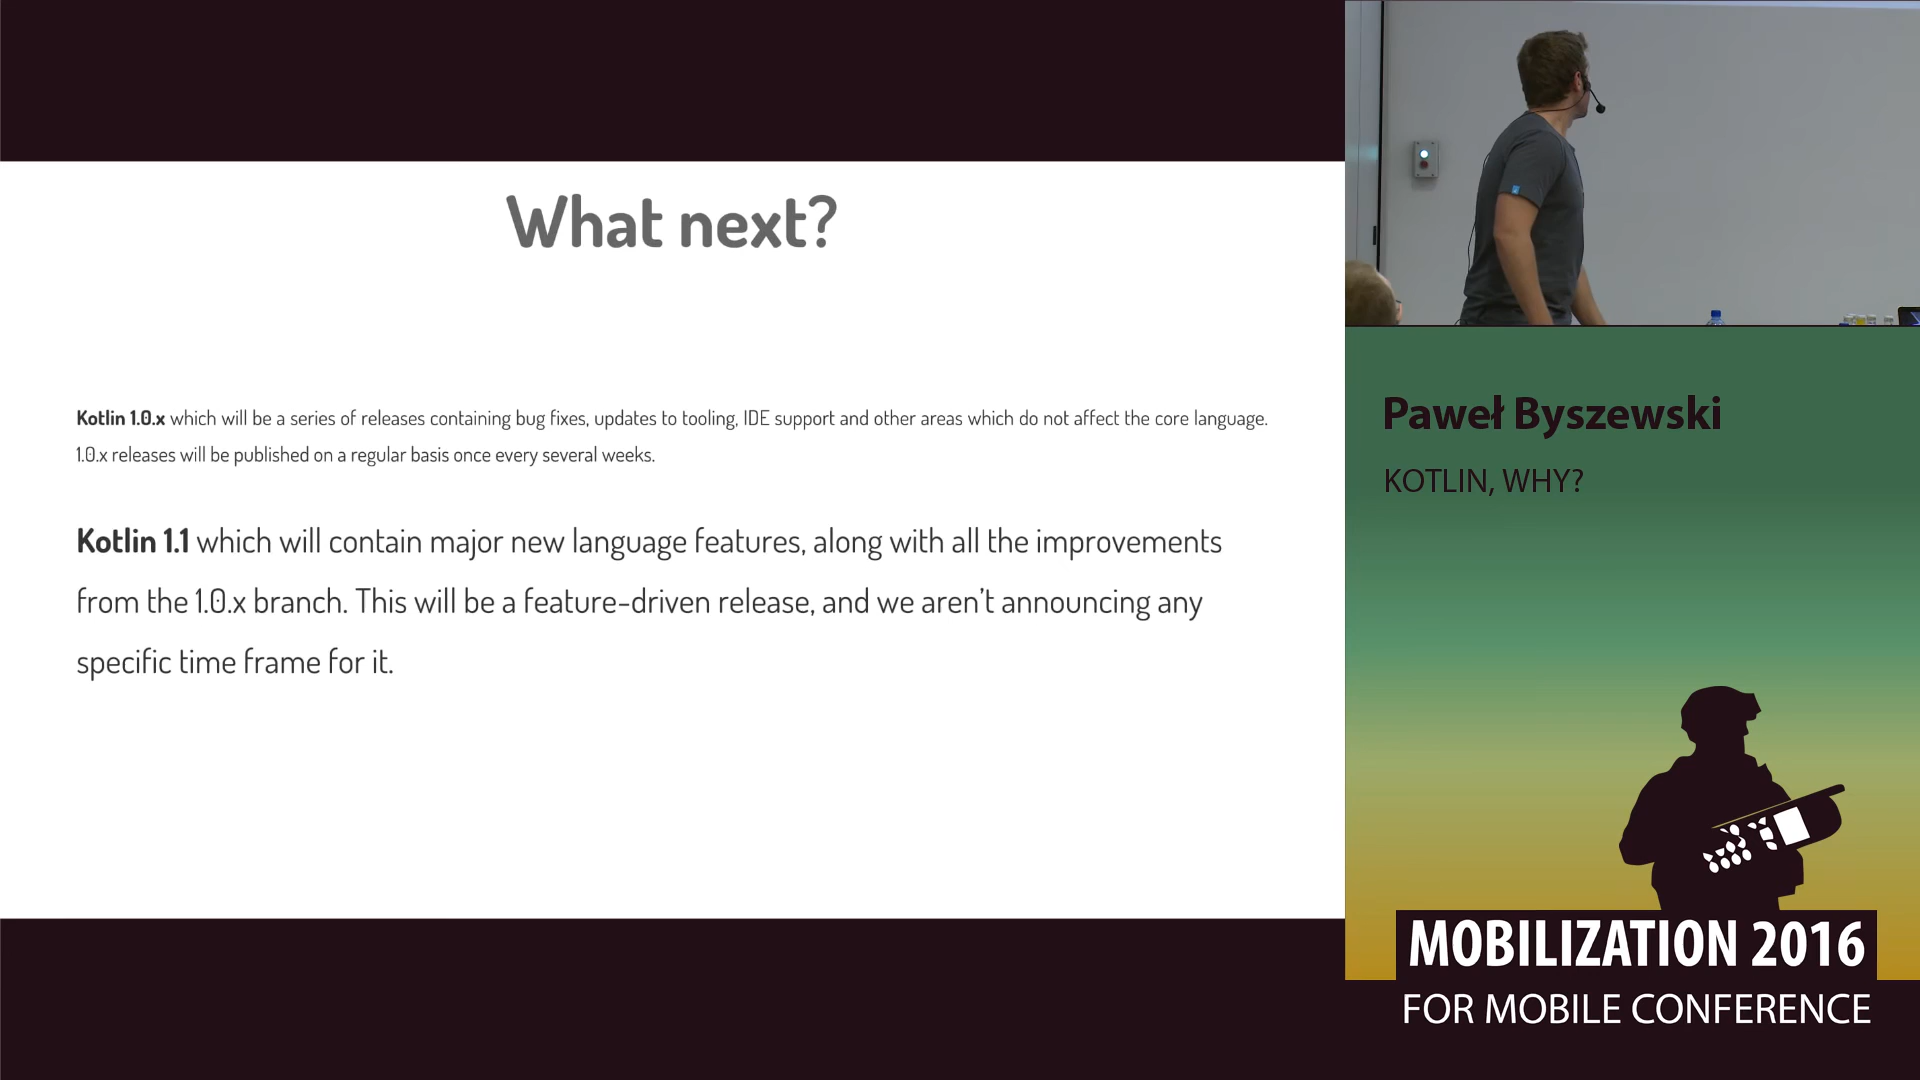 What next?
Kotlin 1.0.x which will be a series of releases containing bug fixes, updates to tooling, IDE support and other areas which do not affect the core language.
1.0.x releases will be published on a regular basis once every several weeks.
Kotlin 1.1 which will contain major new language features, along with all the improvements
from the 1.0.x branch. This will be a feature-driven release, and we aren’t announcing any
specific time frame for it.
Paweł Byszewski
KOTLIN, WHY?
MOBILIZATION 2016
FOR MOBILE CONFERENCE